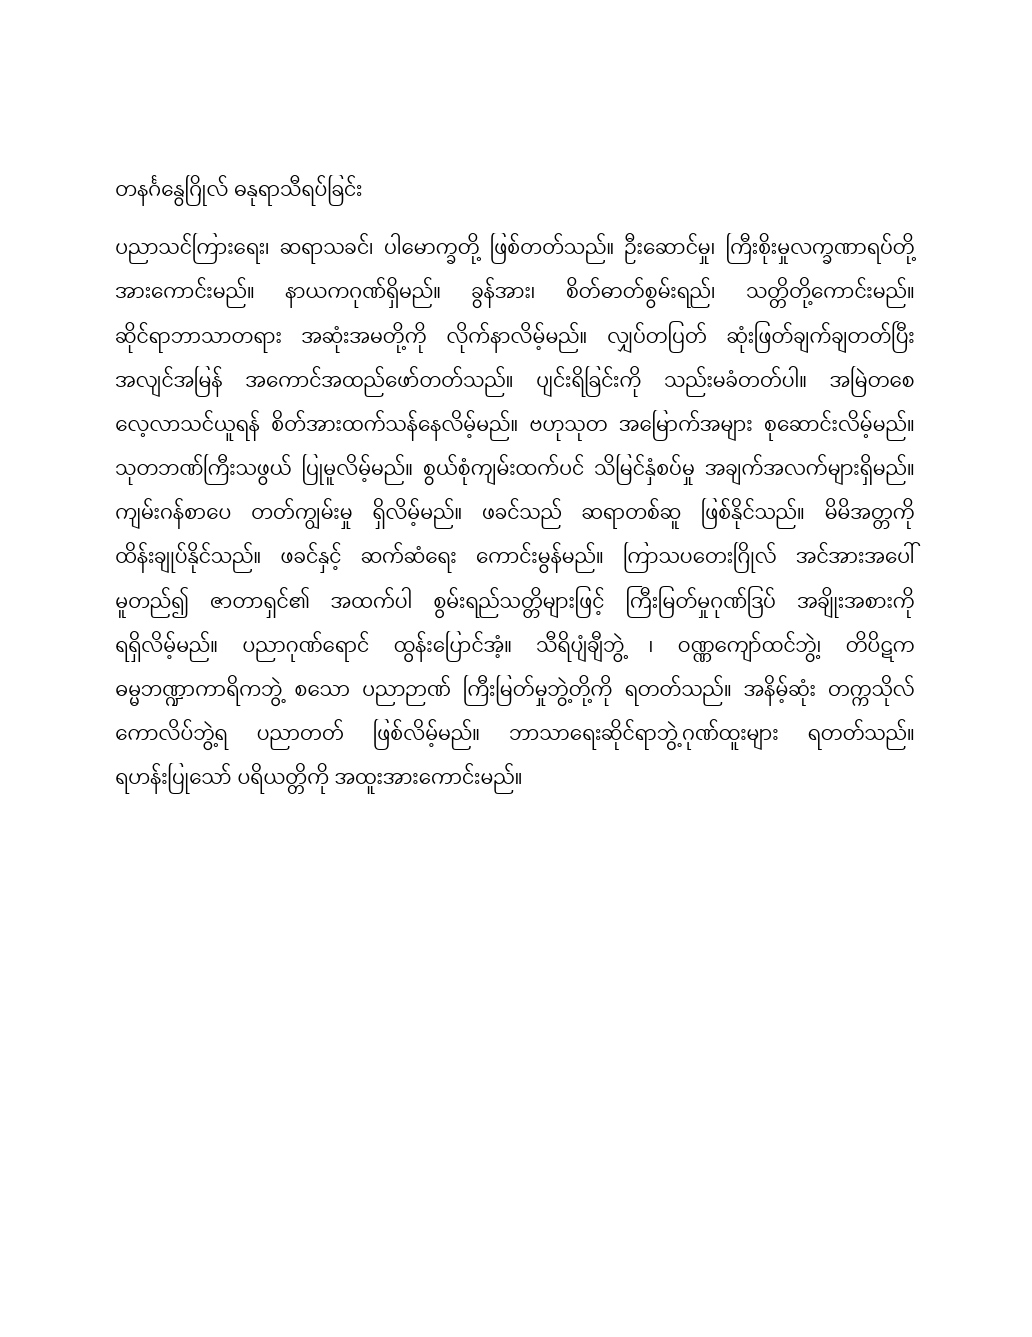 တနင်္ဂနွေဂြိုလ် ဓနုရာသီရပ်ခြင်း
ပညာသင်ကြားရေး၊ ဆရာသခင်၊ ပါမောက္ခတို့ ဖြစ်တတ်သည်။ ဦးဆောင်မှု၊ ကြီးစိုးမှုလက္ခဏာရပ်တို့
အားကောင်းမည်။ နာယကဂုဏ်ရှိမည်။ ခွန်အား၊ စိတ်ဓာတ်စွမ်းရည်၊ သတ္တိတို့ကောင်းမည်။
ဆိုင်ရာဘာသာတရား အဆုံးအမတို့ကို လိုက်နာလိမ့်မည်။ လျှပ်တပြတ် ဆုံးဖြတ်ချက်ချတတ်ပြီး
အလျင်အမြန် အကောင်အထည်ဖော်တတ်သည်။ ပျင်းရိခြင်းကို သည်းမခံတတ်ပါ။ အမြဲတစေ
လေ့လာသင်ယူရန် စိတ်အားထက်သန်နေလိမ့်မည်။ ဗဟုသုတ အမြောက်အများ စုဆောင်းလိမ့်မည်။
သုတဘဏ်ကြီးသဖွယ် ပြုမူလိမ့်မည်။ စွယ်စုံကျမ်းထက်ပင် သိမြင်နှံ့စပ်မှု အချက်အလက်များရှိမည်။
ကျမ်းဂန်စာပေ တတ်ကျွမ်းမှု ရှိလိမ့်မည်။ ဖခင်သည် ဆရာတစ်ဆူ ဖြစ်နိုင်သည်။ မိမိအတ္တကို
ထိန်းချုပ်နိုင်သည်။ ဖခင်နှင့် ဆက်ဆံရေး ကောင်းမွန်မည်။ ကြာသပတေးဂြိုလ် အင်အားအပေါ်
မူတည်၍ ဇာတာရှင်၏ အထက်ပါ စွမ်းရည်သတ္တိများဖြင့် ကြီးမြတ်မှုဂုဏ်ဒြပ် အချိုးအစားကို
ရရှိလိမ့်မည်။ ပညာဂုဏ်ရောင် ထွန်းပြောင်အံ့။ သီရိပျံချီဘွဲ့ ၊ ဝဏ္ဏကျော်ထင်ဘွဲ့၊ တိပိဋက
ဓမ္မဘဏ္ဍာကာရိကဘွဲ့ စသော ပညာဉာဏ် ကြီးမြတ်မှုဘွဲ့တို့ကို ရတတ်သည်။ အနိမ့်ဆုံး တက္ကသိုလ်
ကောလိပ်ဘွဲ့ရ ပညာတတ် ဖြစ်လိမ့်မည်။ ဘာသာရေးဆိုင်ရာဘွဲ့ဂုဏ်ထူးများ ရတတ်သည်။
ရဟန်းပြုသော် ပရိယတ္တိကို အထူးအားကောင်းမည်။